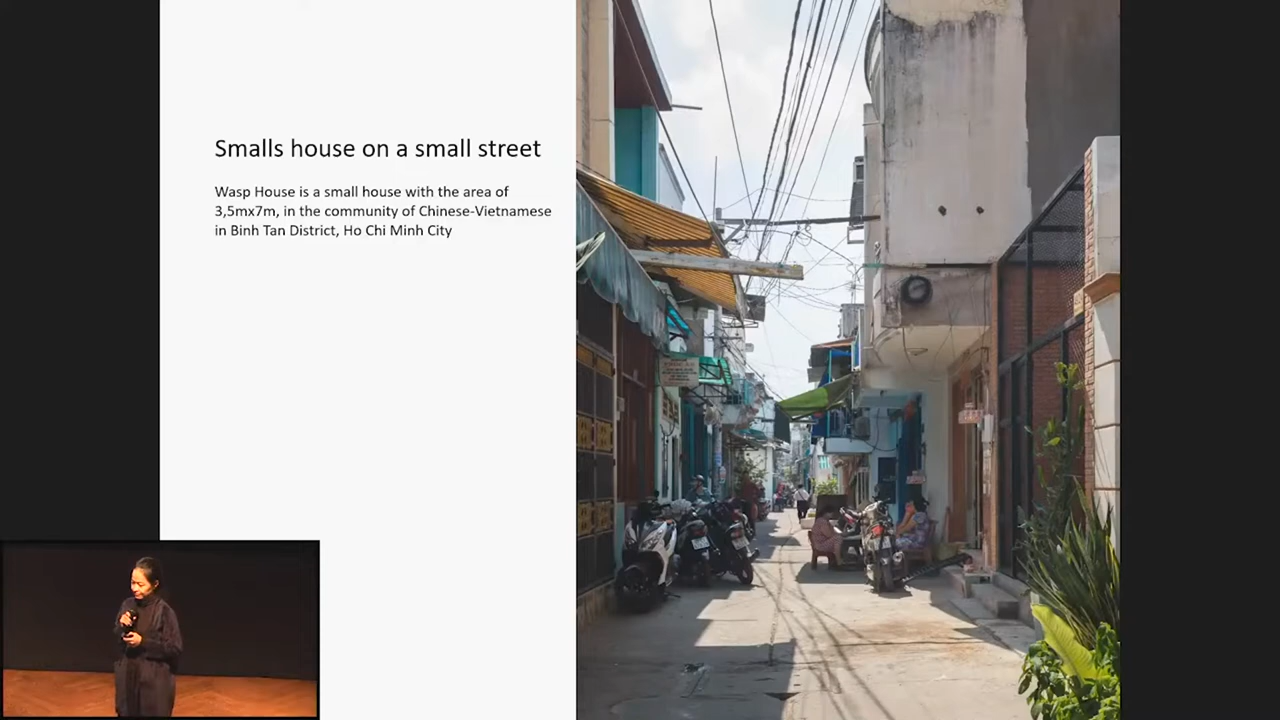 Smalls house on a small street
Wasp House is a small house with the area of
3,5mx7m, in the community of Chinese-Vietnamese
in Binh Tan District, Ho Chi Minh City